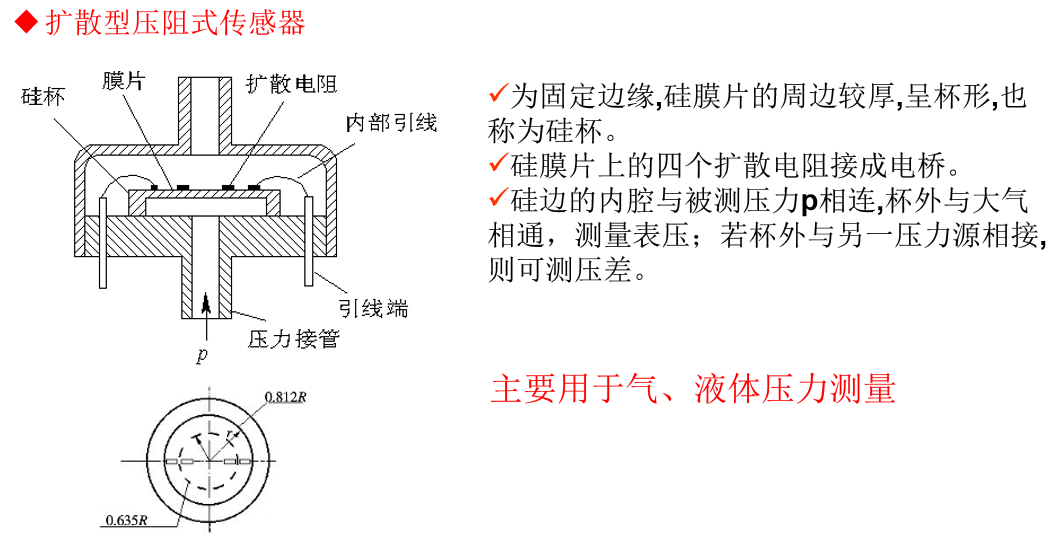 ◆ 扩散型压阻式传感器
硅杯
膜片
扩散电阻
内部引线
引线端
压力接管
p
✓为固定边缘,硅膜片的周边较厚,呈杯形,也
称为硅杯。
✓硅膜片上的四个扩散电阻接成电桥。
✓硅边的内腔与被测压力p相连,杯外与大气
相通，测量表压；若杯外与另一压力源相接,
则可测压差。
主要用于气、液体压力测量
0.812R
r
0.635R